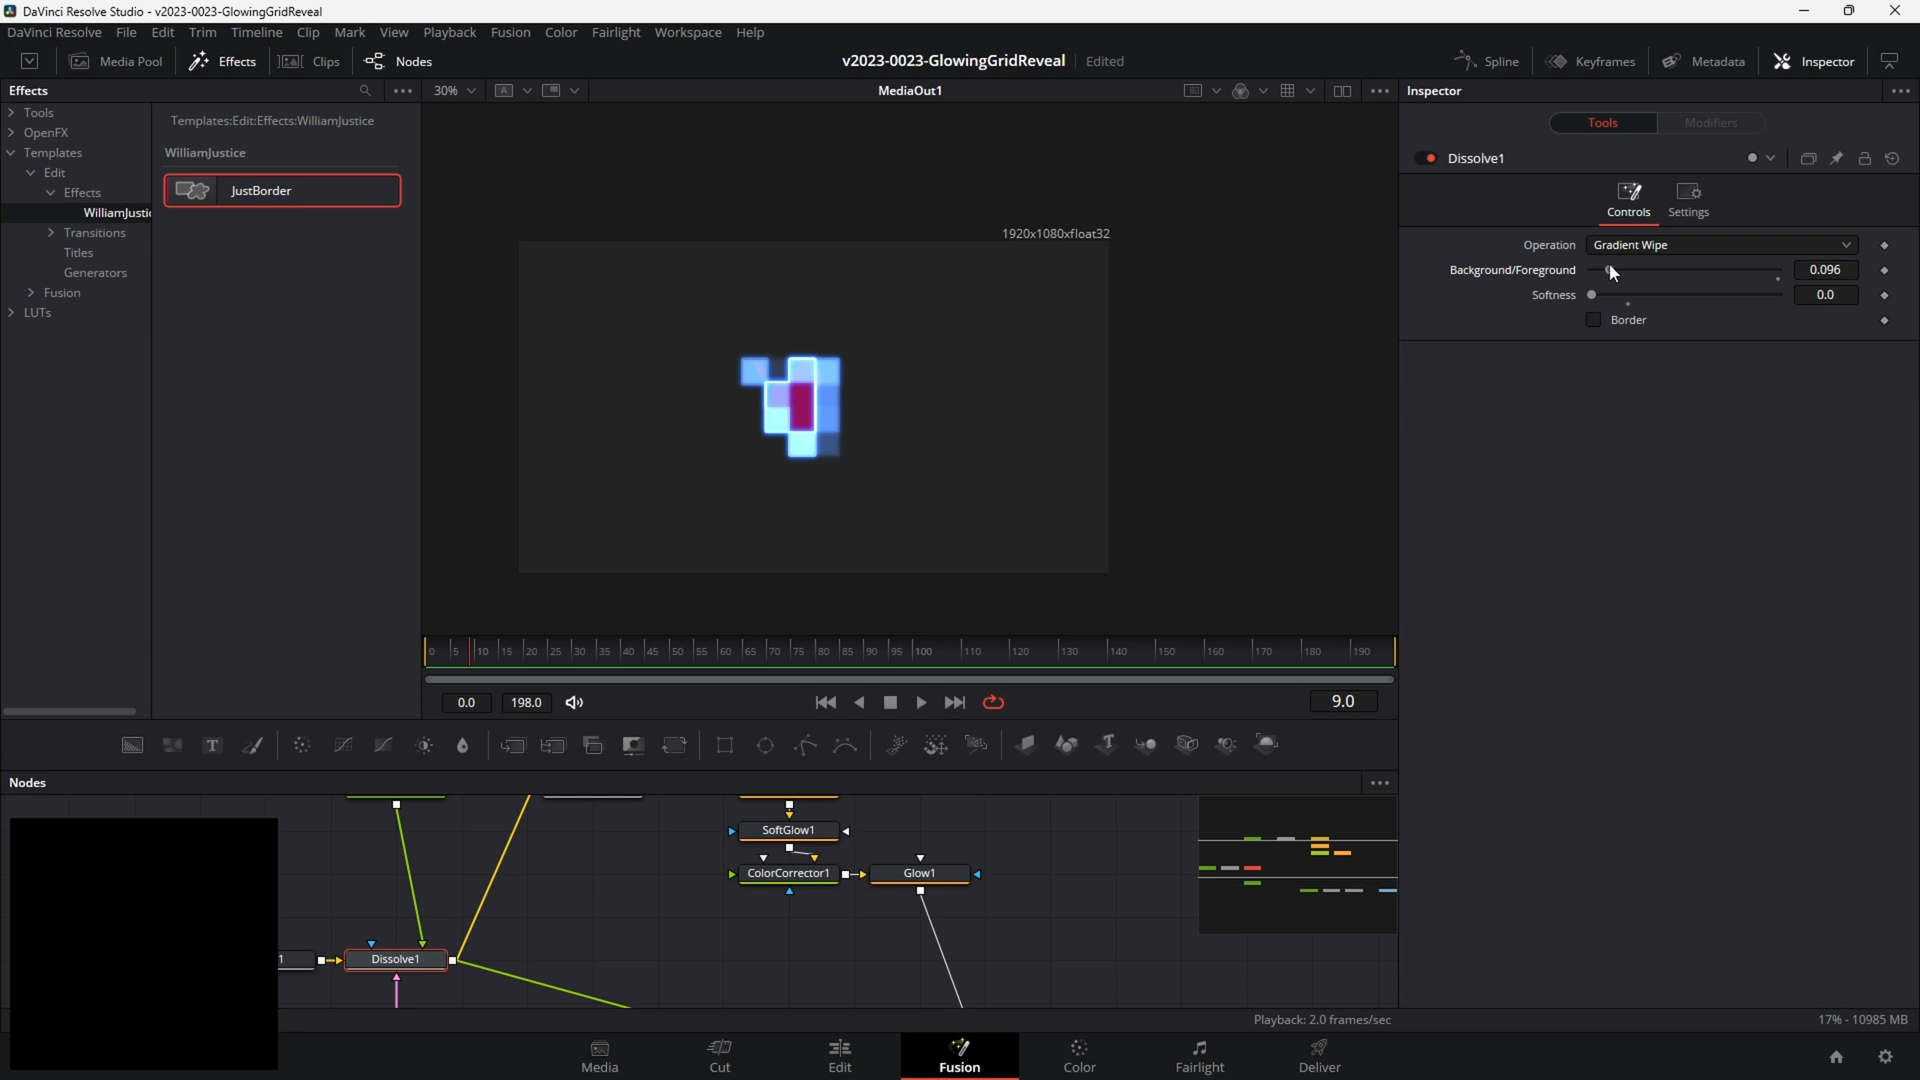 DaVinci Resolve Studio - v2023-0023-GlowingGridReveal
DaVinci Resolve File Edit Trim Timeline Clip Mark View Playback Fusion Color Fairlight Workspace Help
Media Pool Effects Clips Nodes v2023-0023-GlowingGridReveal Edited Spline Keyframes Metadata Inspector
Effects 30% A MediaOut1 Inspector
Tools
OpenFX
Templates
Edit
Effects
WilliamJustic
Transitions
Titles
Generators
Fusion
LUTs
Templates:Edit:Effects:WilliamJustice
WilliamJustice
JustBorder
1920x1080xfloat32
Tools Modifiers
Dissolve1
Controls Settings
Operation Gradient Wipe
Background/Foreground 0.096
Softness 0.0
Border
0 5 10 15 20 25 30 35 40 45 50 55 60 65 70 75 80 85 90 95 100 110 120 130 140 150 160 170 180 190
0.0 198.0 9.0
T
Nodes
SoftGlow1
ColorCorrector1 Glow1
1 Dissolve1
Playback: 2.0 frames/sec 17% - 10985 MB
Media Cut Edit Fusion Color Fairlight Deliver